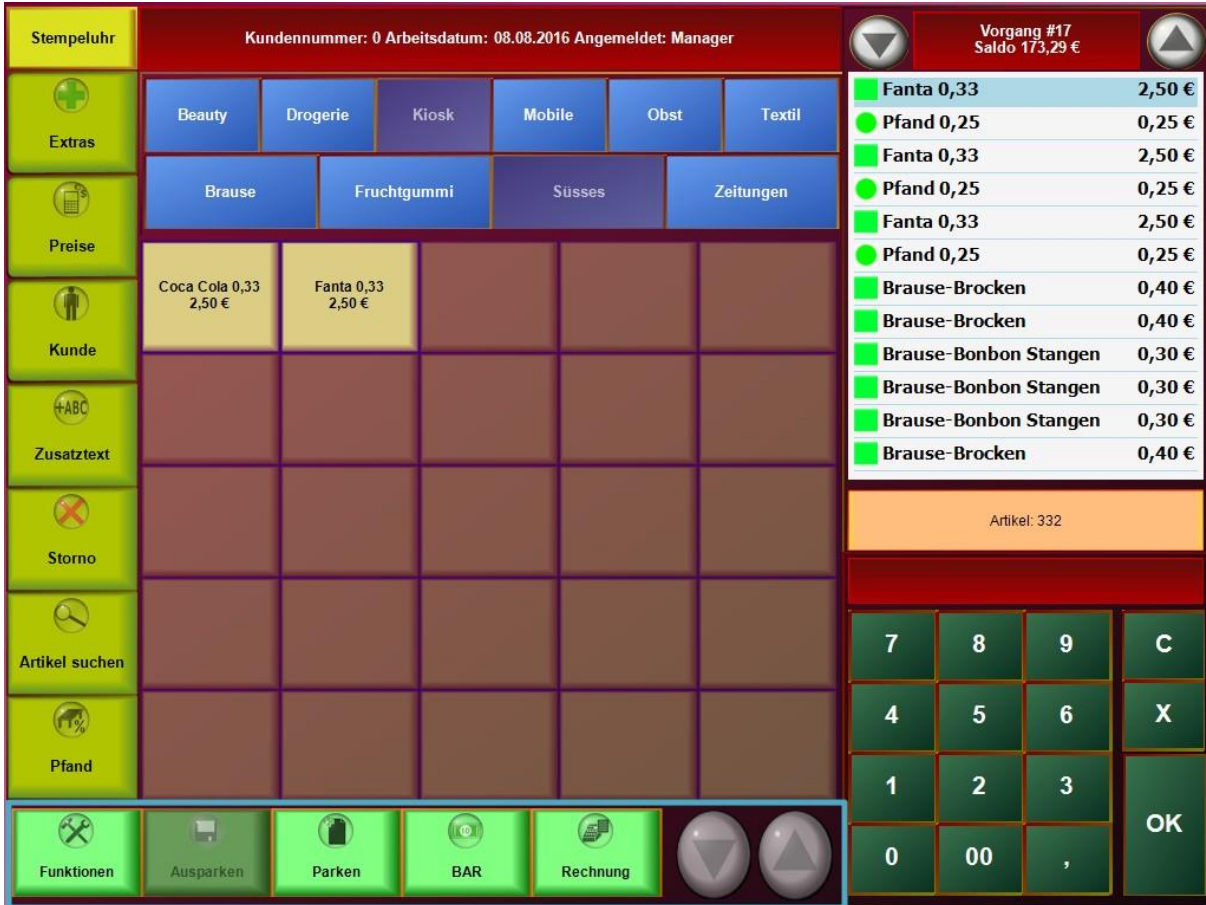 Stempeluhr
Kundennummer: 0 Arbeitsdatum: 08.08.2016 Angemeldet: Manager
Vorgang #17
Saldo 173,29 €
Extras
Preise
Kunde
+ABC
Zusatztext
Storno
Artikel suchen
%
Pfand
Beauty
Drogerie
Kiosk
Mobile
Obst
Textil
Brause
Fruchtgummi
Süsses
Zeitungen
Coca Cola 0,33
2,50 €
Fanta 0,33
2,50 €
Fanta 0,33 2,50 €
Pfand 0,25 0,25 €
Fanta 0,33 2,50 €
Pfand 0,25 0,25 €
Fanta 0,33 2,50 €
Pfand 0,25 0,25 €
Brause-Brocken 0,40 €
Brause-Brocken 0,40 €
Brause-Bonbon Stangen 0,30 €
Brause-Bonbon Stangen 0,30 €
Brause-Bonbon Stangen 0,30 €
Brause-Brocken 0,40 €
Artikel: 332
7 8 9 C
4 5 6 X
1 2 3
OK
0 00 ,
Funktionen
Ausparken
Parken
BAR
Rechnung